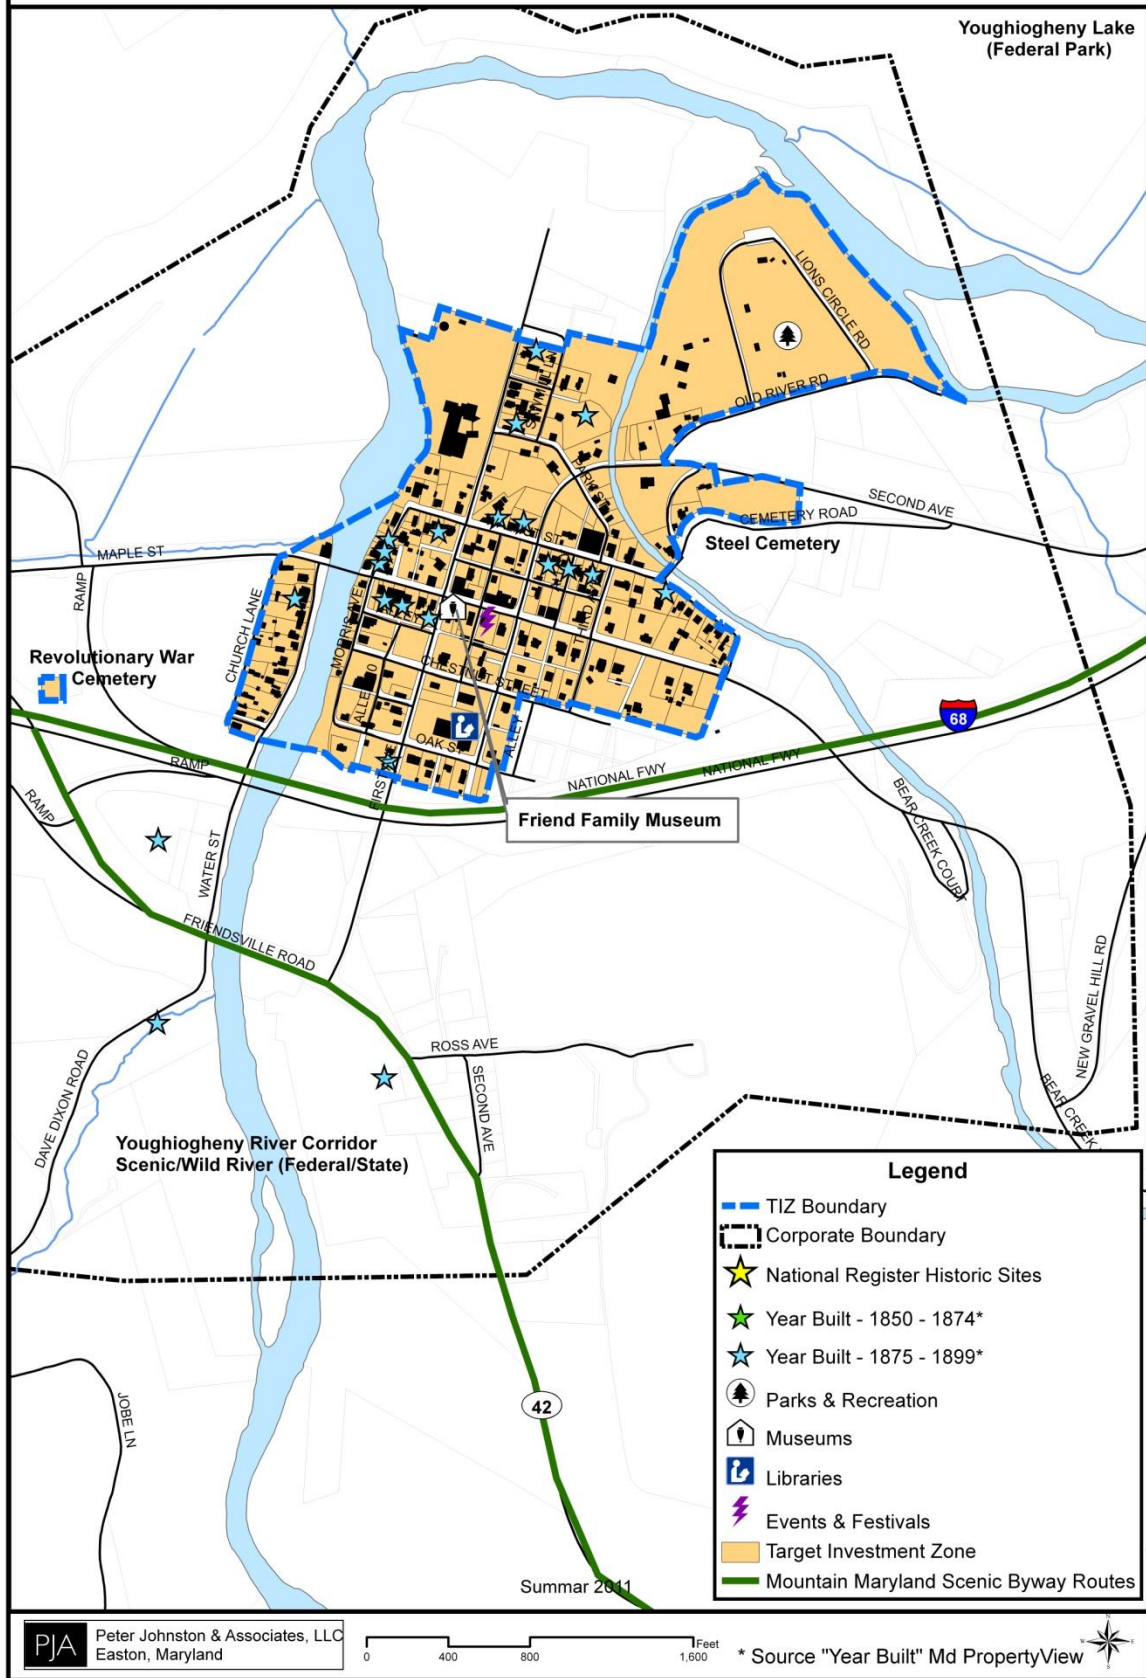 Youghiogheny Lake
(Federal Park)
LIONS CIRCLE RD
OLD RIVER RD
PARK ST
SECOND AVE
CEMETERY ROAD
Steel Cemetery
MAPLE ST
RAMP
CHURCH LANE
MORRIS AVE
THIRD
Revolutionary War
Cemetery
CHESTNUT STREET
ALLEY
OAK ST
ALLEY
68
RAMP
NATIONAL FWY
NATIONAL FWY
RAMP
Friend Family Museum
WATER ST
BEAR CREEK COURT
FRIENDSVILLE ROAD
NEW GRAVEL HILL RD
ROSS AVE
SECOND AVE
DAVE DIXON ROAD
BEAR CREEK
Youghiogheny River Corridor
Scenic/Wild River (Federal/State)
Legend
TIZ Boundary
Corporate Boundary
National Register Historic Sites
Year Built - 1850 - 1874*
Year Built - 1875 - 1899*
Parks & Recreation
Museums
Libraries
Events & Festivals
Target Investment Zone
Mountain Maryland Scenic Byway Routes
42
JOBE LN
Summar 2011
PJA
Peter Johnston & Associates, LLC
Easton, Maryland
Feet
0 400 800 1,600
* Source "Year Built" Md PropertyView